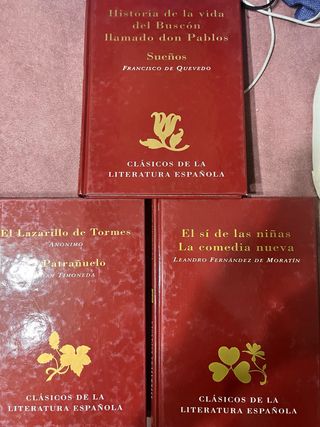 Historia de la vida
del Buscón
llamado don Pablos
Sueños
Francisco de Quevedo
CLÁSICOS DE LA
LITERATURA ESPAÑOLA
El Lazarillo de Tormes
Anónimo
Patrañuelo
Timoneda
CLÁSICOS DE LA
LITERATURA ESPAÑOLA
El sí de las niñas
La comedia nueva
Leandro Fernández de Moratín
CLÁSICOS DE LA
LITERATURA ESPAÑOLA